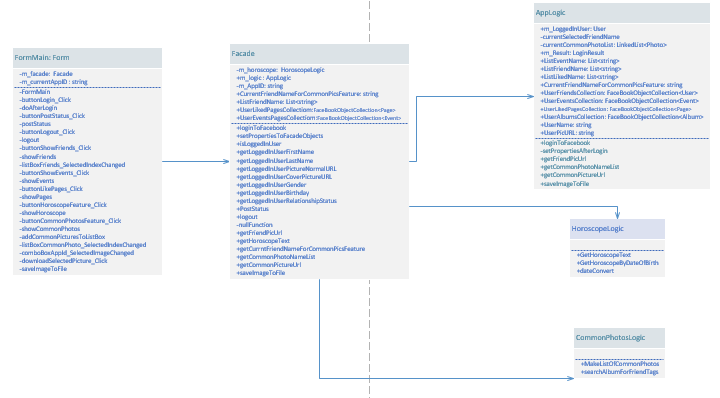 FormMain: Form
-m_facade: Facade
-m_currentAppID : string
-FormMain
-buttonLogin_Click
-doAfterLogin
-buttonPostStatus_Click
-postStatus
-buttonLogout_Click
-logout
-buttonShowFriends_Click
-showFriends
-listBoxFriends_SelectedIndexChanged
-buttonShowEvents_Click
-showEvents
-buttonLikePages_Click
-showPages
-buttonHoroscopeFeature_Click
-showHoroscope
-buttonCommonPhotosFeature_Click
-showCommonPhotos
-addCommonPicturesToListBox
-listBoxCommonPhoto_SelectedIndexChanged
-comboBoxAppId_SelectedImageChanged
-downloadSelectedPicture_Click
-saveImageToFile
Facade
-m_horoscope: HoroscopeLogic
+m_logic : AppLogic
-m_AppID: string
+CurrentFriendNameForCommonPicsFeature: string
+ListFriendName: List<string>
+UserLikedPagesCollection: FaceBookObjectCollection<Page>
+UserEventsPagesCollection: FaceBookObjectCollection<Event>
+loginToFacebook
+setPropertiesToFacadeObjects
+isLoggedInUser
+getLoggedInUserFirstName
+getLoggedInUserLastName
+getLoggedInUserPictureNormalURL
+getLoggedInUserCoverPictureURL
+getLoggedInUserGender
+getLoggedInUserBirthday
+getLoggedInUserRelationshipStatus
+PostStatus
+logout
-nullFunction
+getFriendPicUrl
+getHoroscopeText
+getCurrntFriendNameForCommonPicsFeature
+getCommonPhotoNameList
+getCommonPictureUrl
+saveImageToFile
AppLogic
+m_LoggedInUser: User
-currentSelectedFriendName
-currentCommonPhotoList: LinkedList<Photo>
+m_Result: LoginResult
+ListEventName: List<string>
+ListFriendName: List<string>
+ListLikedName: List<string>
+CurrentFriendNameForCommonPicsFeature: string
+UserFriendsCollection: FaceBookObjectCollection<User>
+UserEventsCollection: FaceBookObjectCollection<Event>
+UserLikedPagesCollection: FaceBookObjectCollection<Page>
+UserAlbumsCollection: FaceBookObjectCollection<Album>
+UserName: string
+UserPicURL: string
+loginToFacebook
-setPropertiesAfterLogin
+getFriendPicUrl
+getCommonPhotoNameList
+getCommonPictureUrl
+saveImageToFile
HoroscopeLogic
+GetHoroscopeText
+GetHoroscopeByDateOfBirth
+dateConvert
CommonPhotosLogic
+MakeListOfCommonPhotos
+searchAlbumForFriendTags